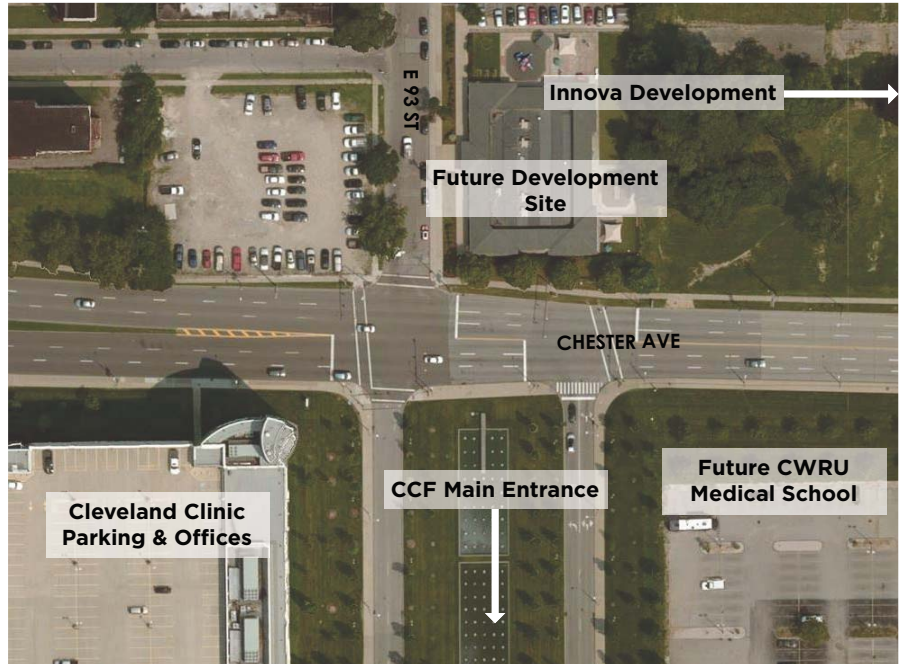 E 93 ST
Innova Development
Future Development
Site
CHESTER AVE
CCF Main Entrance
Future CWRU
Medical School
Cleveland Clinic
Parking & Offices